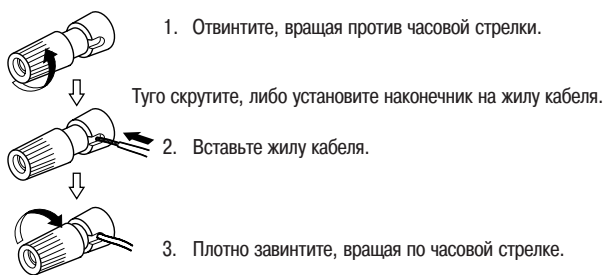 1. Отвинтите, вращая против часовой стрелки.
Туго скрутите, либо установите наконечник на жилу кабеля.
2. Вставьте жилу кабеля.
3. Плотно завинтите, вращая по часовой стрелке.